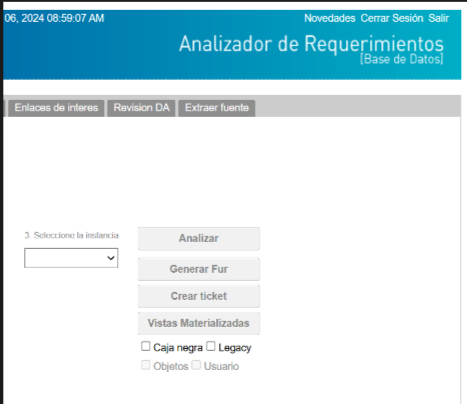 06, 2024 08:59:07 AM Novedades Cerrar Sesión Salir
Analizador de Requerimientos
[Base de Datos]
Enlaces de interes Revision DA Extraer fuente
3. Seleccione la instancia
Analizar
Generar Fur
Crear ticket
Vistas Materializadas
Caja negra Legacy
Objetos Usuario